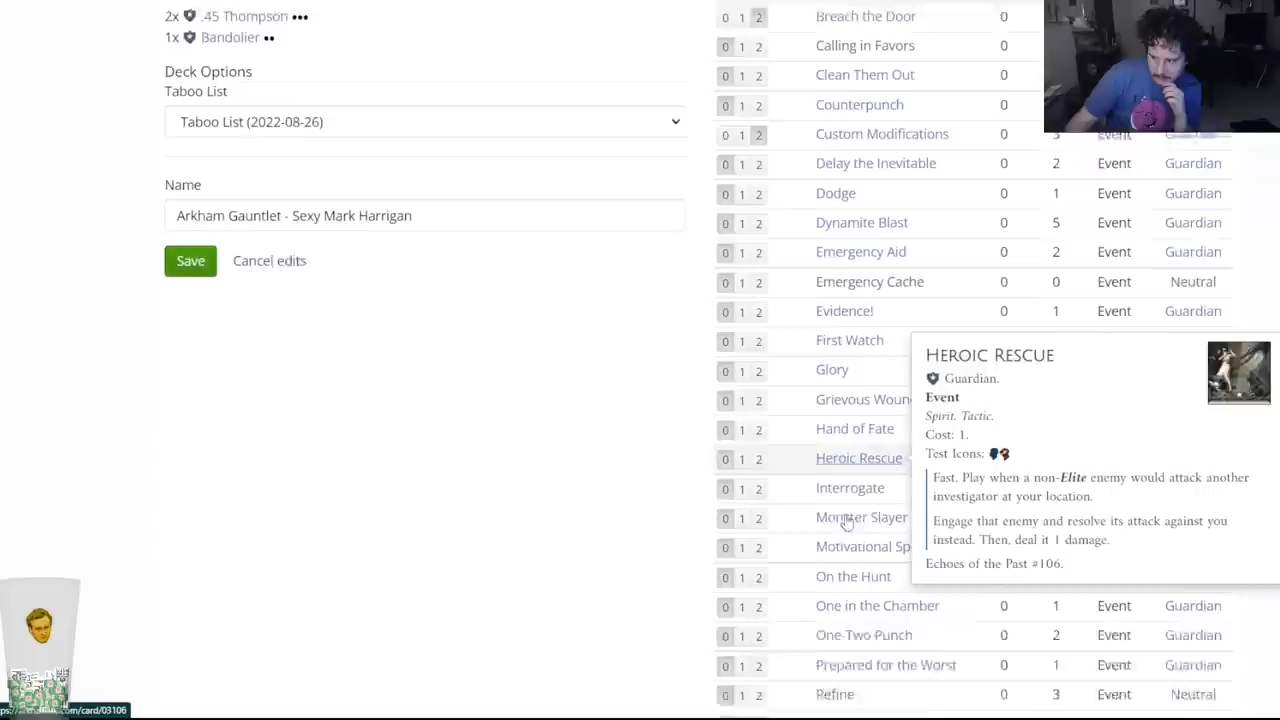 2x .45 Thompson •••
1x Bandolier ••
Deck Options
Taboo List
Taboo List (2022-08-26)
Name
Arkham Gauntlet - Sexy Mark Harrigan
Save Cancel edits
0 1 2 Breach the Door 0
0 1 2 Calling in Favors 0
0 1 2 Clean Them Out 0
0 1 2 Counterpunch 0
0 1 2 Custom Modifications 0 3 Event Guardian
0 1 2 Delay the Inevitable 0 2 Event Guardian
0 1 2 Dodge 0 1 Event Guardian
0 1 2 Dynamite Blast 0 5 Event Guardian
0 1 2 Emergency Aid 0 2 Event Guardian
0 1 2 Emergency Cache 0 0 Event Neutral
0 1 2 Evidence! 0 1 Event Guardian
0 1 2 First Watch
0 1 2 Glory
0 1 2 Grievous Woun
0 1 2 Hand of Fate
0 1 2 Heroic Rescue
0 1 2 Interrogate
0 1 2 Monster Slayer
0 1 2 Motivational Sp
0 1 2 On the Hunt
0 1 2 One in the Chamber 0 1 Event Guardian
0 1 2 One-Two Punch 0 2 Event Guardian
0 1 2 Prepared for the Worst 0 1 Event Guardian
0 1 2 Refine 0 3 Event Neutral
HEROIC RESCUE
Guardian.
Event
Spirit. Tactic.
Cost: 1.
Test Icons:
Fast. Play when a non-Elite enemy would attack another
investigator at your location.
Engage that enemy and resolve its attack against you
instead. Then, deal it 1 damage.
Echoes of the Past #106.
com/card/03106